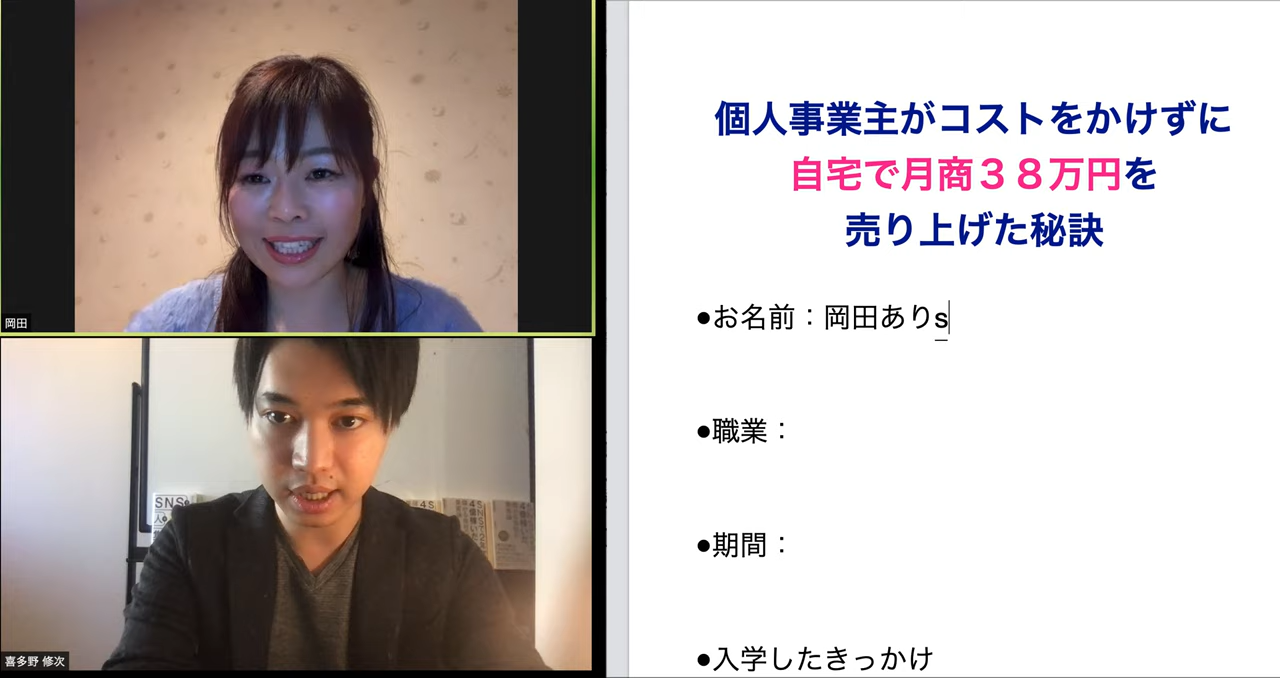 岡田
喜多野 修次
SNS
人
個人事業主がコストをかけずに
自宅で月商３８万円を
売り上げた秘訣
●お名前：岡田ありs
●職業：
●期間：
●入学したきっかけ